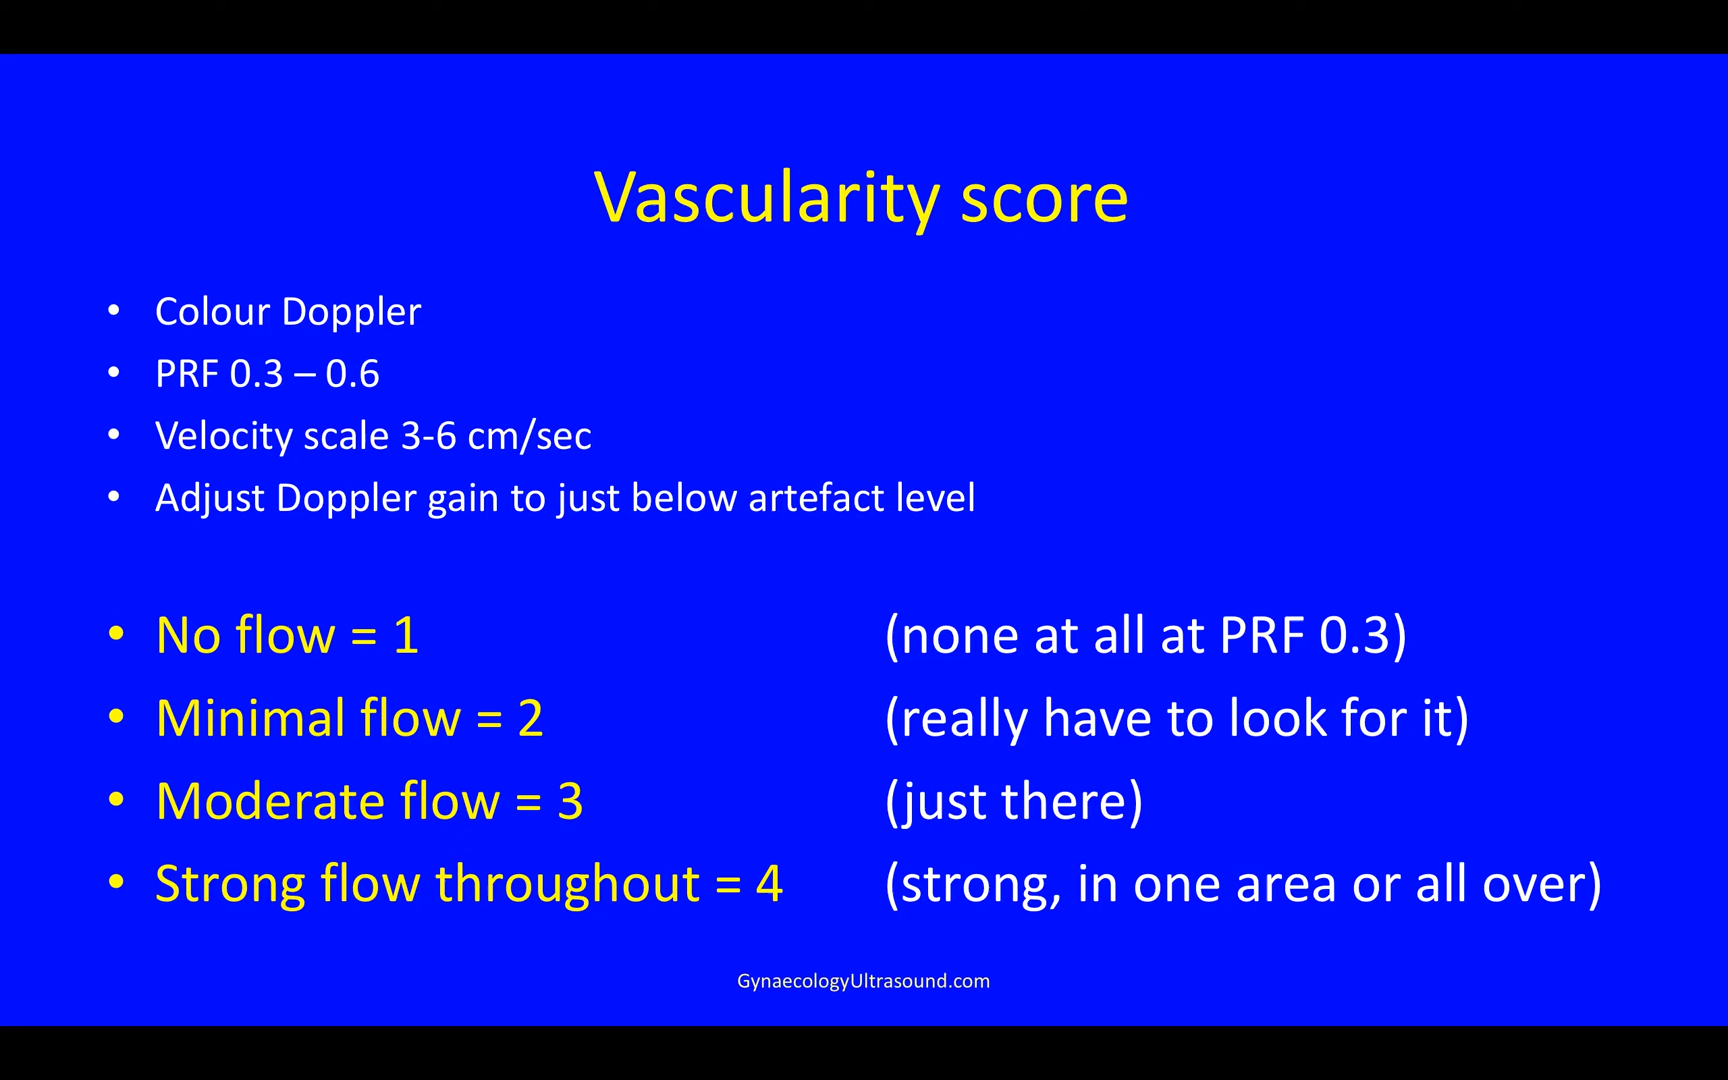 Vascularity score
• Colour Doppler
• PRF 0.3 – 0.6
• Velocity scale 3-6 cm/sec
• Adjust Doppler gain to just below artefact level
• No flow = 1 (none at all at PRF 0.3)
• Minimal flow = 2 (really have to look for it)
• Moderate flow = 3 (just there)
• Strong flow throughout = 4 (strong, in one area or all over)
GynaecologyUltrasound.com